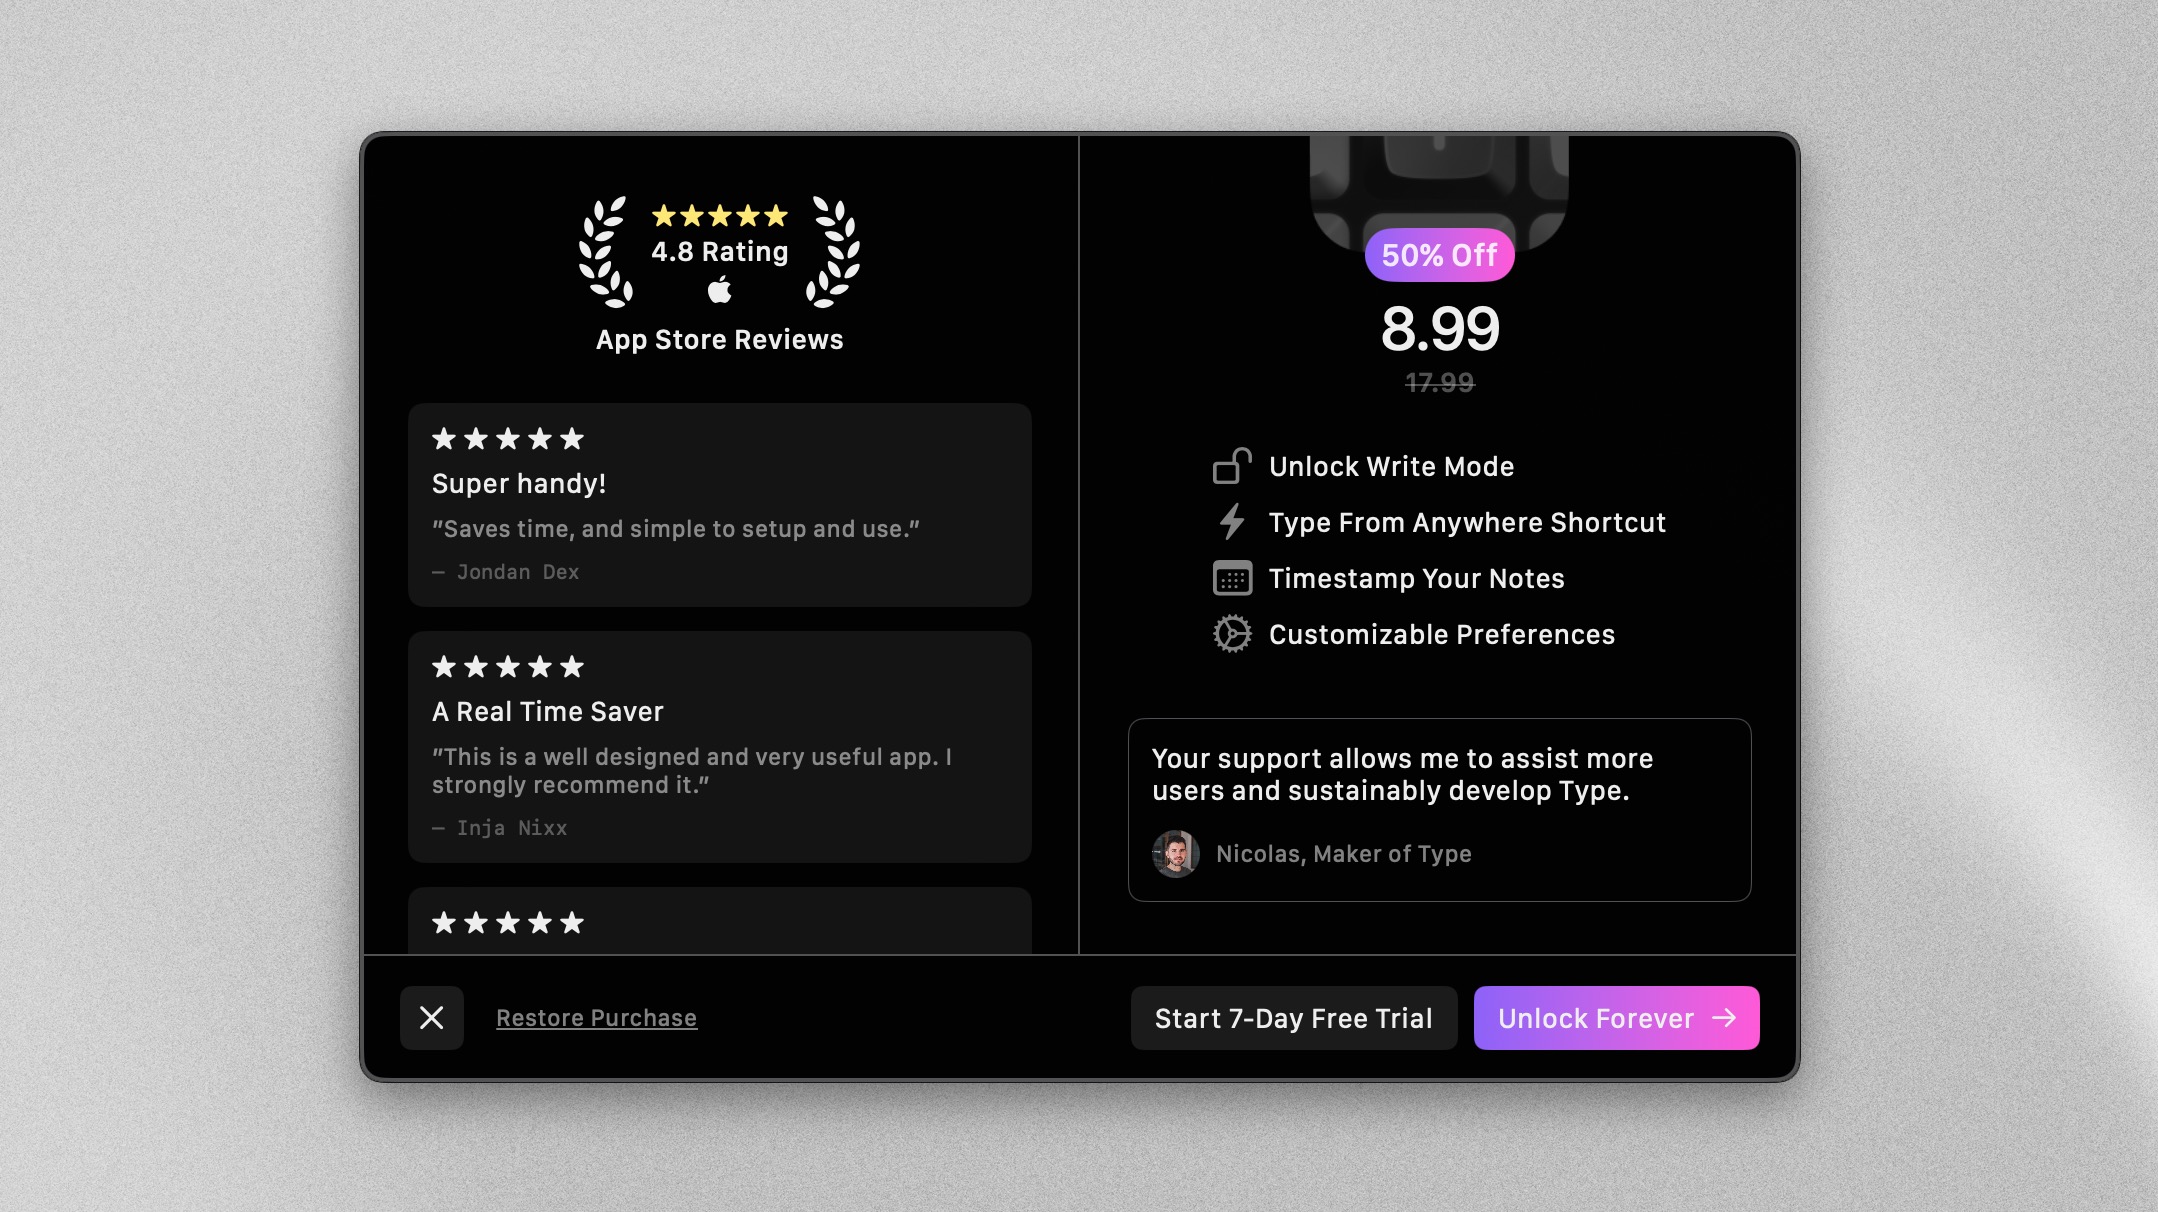 4.8 Rating
App Store Reviews
Super handy!
"Saves time, and simple to setup and use."
— Jondan Dex
A Real Time Saver
"This is a well designed and very useful app. I
strongly recommend it."
— Inja Nixx
50% Off
8.99
17.99
Unlock Write Mode
Type From Anywhere Shortcut
Timestamp Your Notes
Customizable Preferences
Your support allows me to assist more
users and sustainably develop Type.
Nicolas, Maker of Type
Restore Purchase
Start 7-Day Free Trial
Unlock Forever →